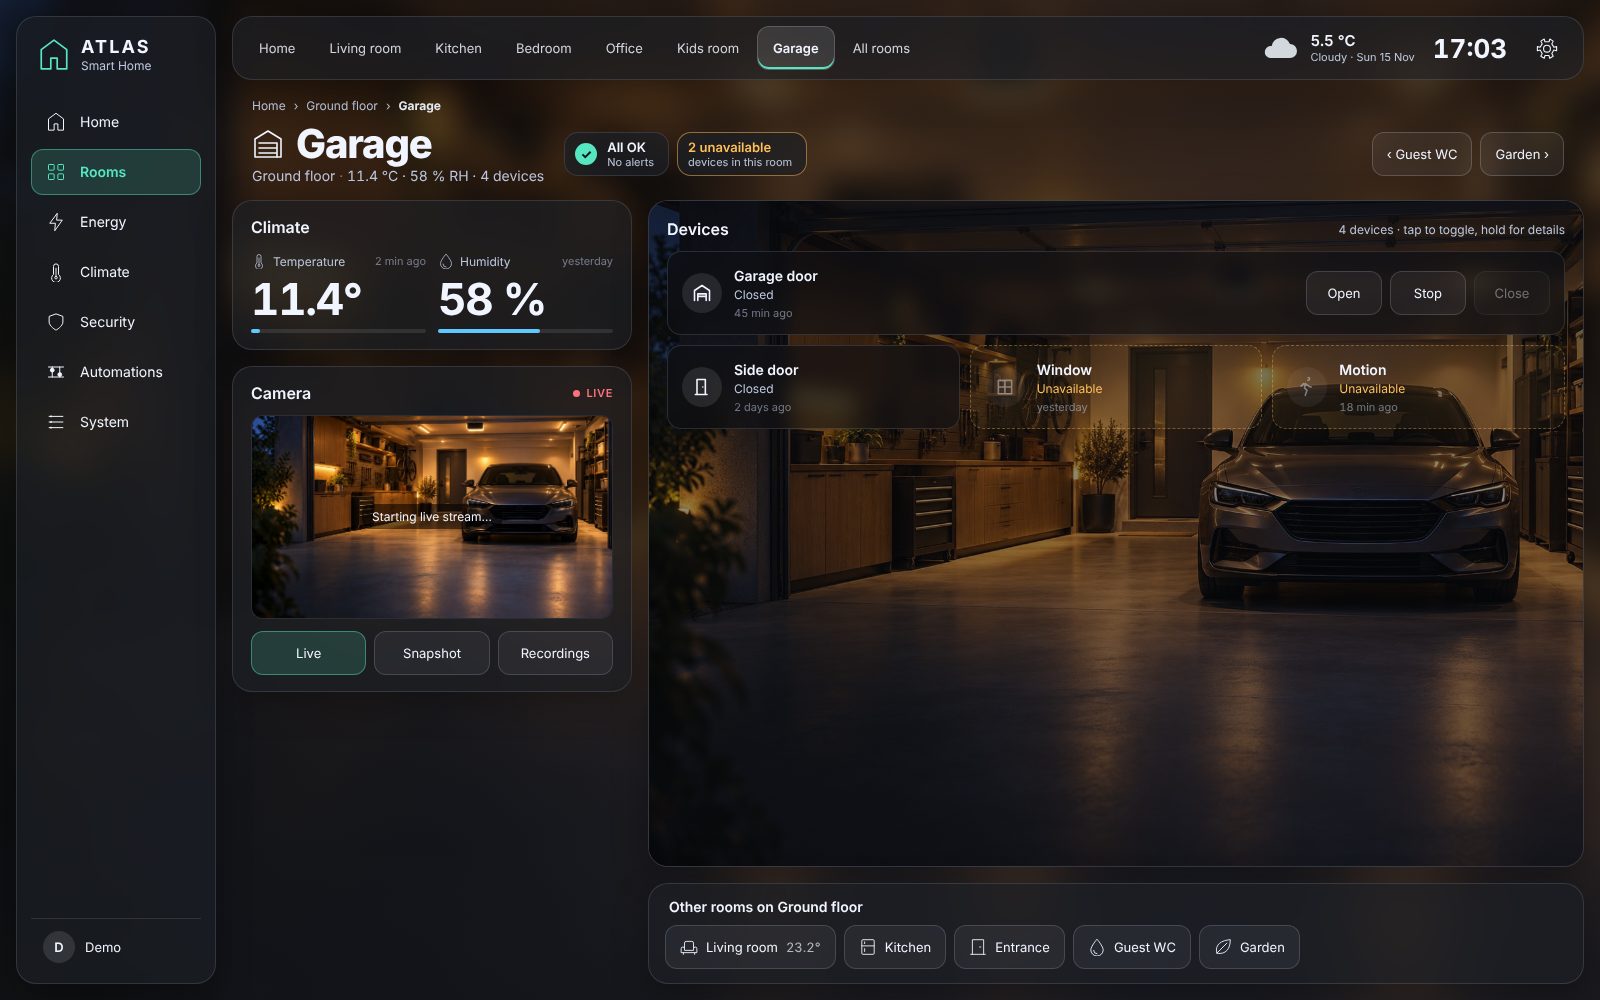 ATLAS
Smart Home
Home
Rooms
Energy
Climate
Security
Automations
System
D
Demo
Home
Living room
Kitchen
Bedroom
Office
Kids room
Garage
All rooms
5.5 °C
Cloudy · Sun 15 Nov
17:03
Home › Ground floor › Garage
Garage
Ground floor · 11.4 °C · 58 % RH · 4 devices
All OK
No alerts
2 unavailable
devices in this room
‹ Guest WC
Garden ›
Climate
Temperature
2 min ago
11.4°
Humidity
yesterday
58 %
Camera
LIVE
Starting live stream…
Live
Snapshot
Recordings
Devices
4 devices · tap to toggle, hold for details
Garage door
Closed
45 min ago
Open
Stop
Close
Side door
Closed
2 days ago
Window
Unavailable
yesterday
Motion
Unavailable
18 min ago
Other rooms on Ground floor
Living room 23.2°
Kitchen
Entrance
Guest WC
Garden